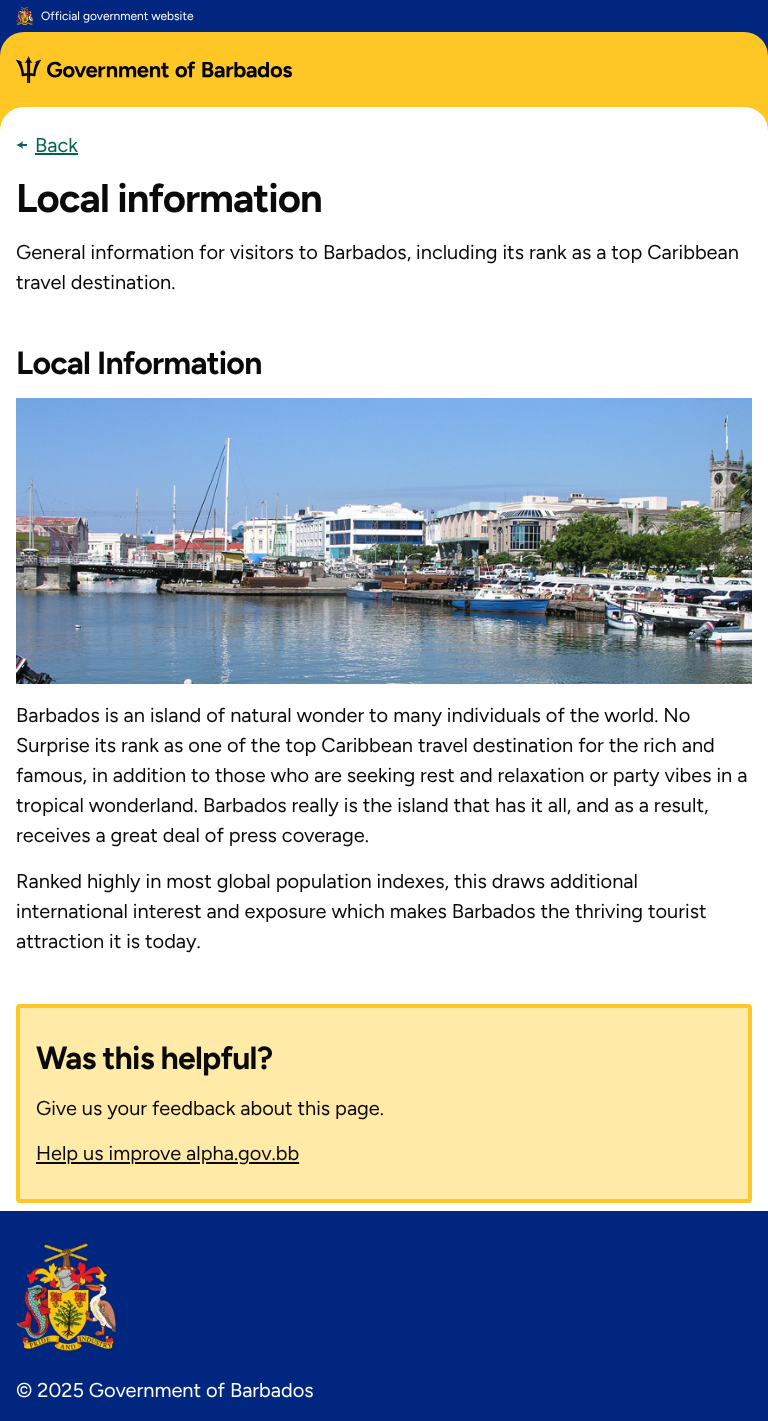 Official government website
Government of Barbados
Back
Local information
General information for visitors to Barbados, including its rank as a top Caribbean
travel destination.
Local Information
Barbados is an island of natural wonder to many individuals of the world. No
Surprise its rank as one of the top Caribbean travel destination for the rich and
famous, in addition to those who are seeking rest and relaxation or party vibes in a
tropical wonderland. Barbados really is the island that has it all, and as a result,
receives a great deal of press coverage.
Ranked highly in most global population indexes, this draws additional
international interest and exposure which makes Barbados the thriving tourist
attraction it is today.
Was this helpful?
Give us your feedback about this page.
Help us improve alpha.gov.bb
PRIDE AND INDUSTRY
© 2025 Government of Barbados